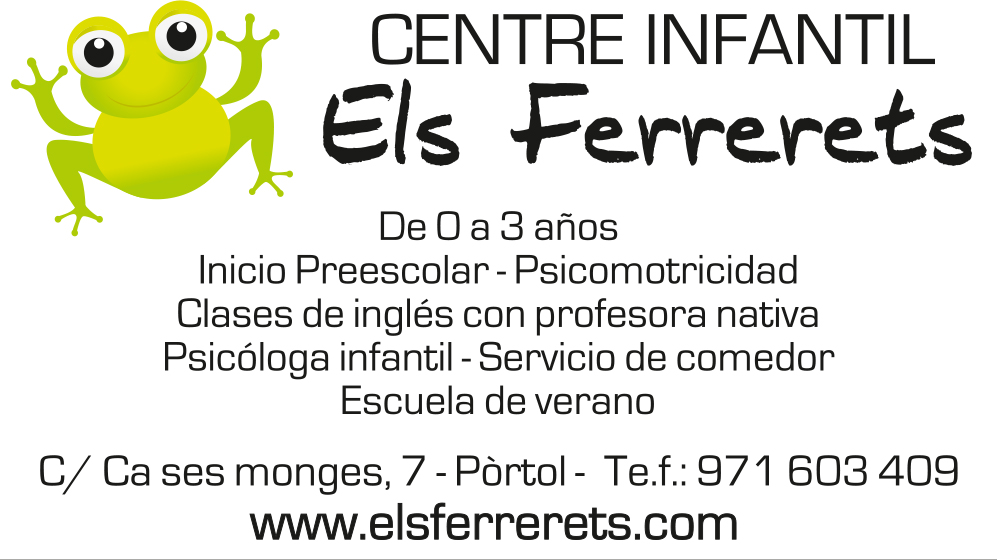 CENTRE INFANTIL
Els Ferrerets
De 0 a 3 años
Inicio Preescolar - Psicomotricidad
Clases de inglés con profesora nativa
Psicóloga infantil - Servicio de comedor
Escuela de verano
C/ Ca ses monges, 7 - Pòrtol - Te.f.: 971 603 409
www.elsferrerets.com